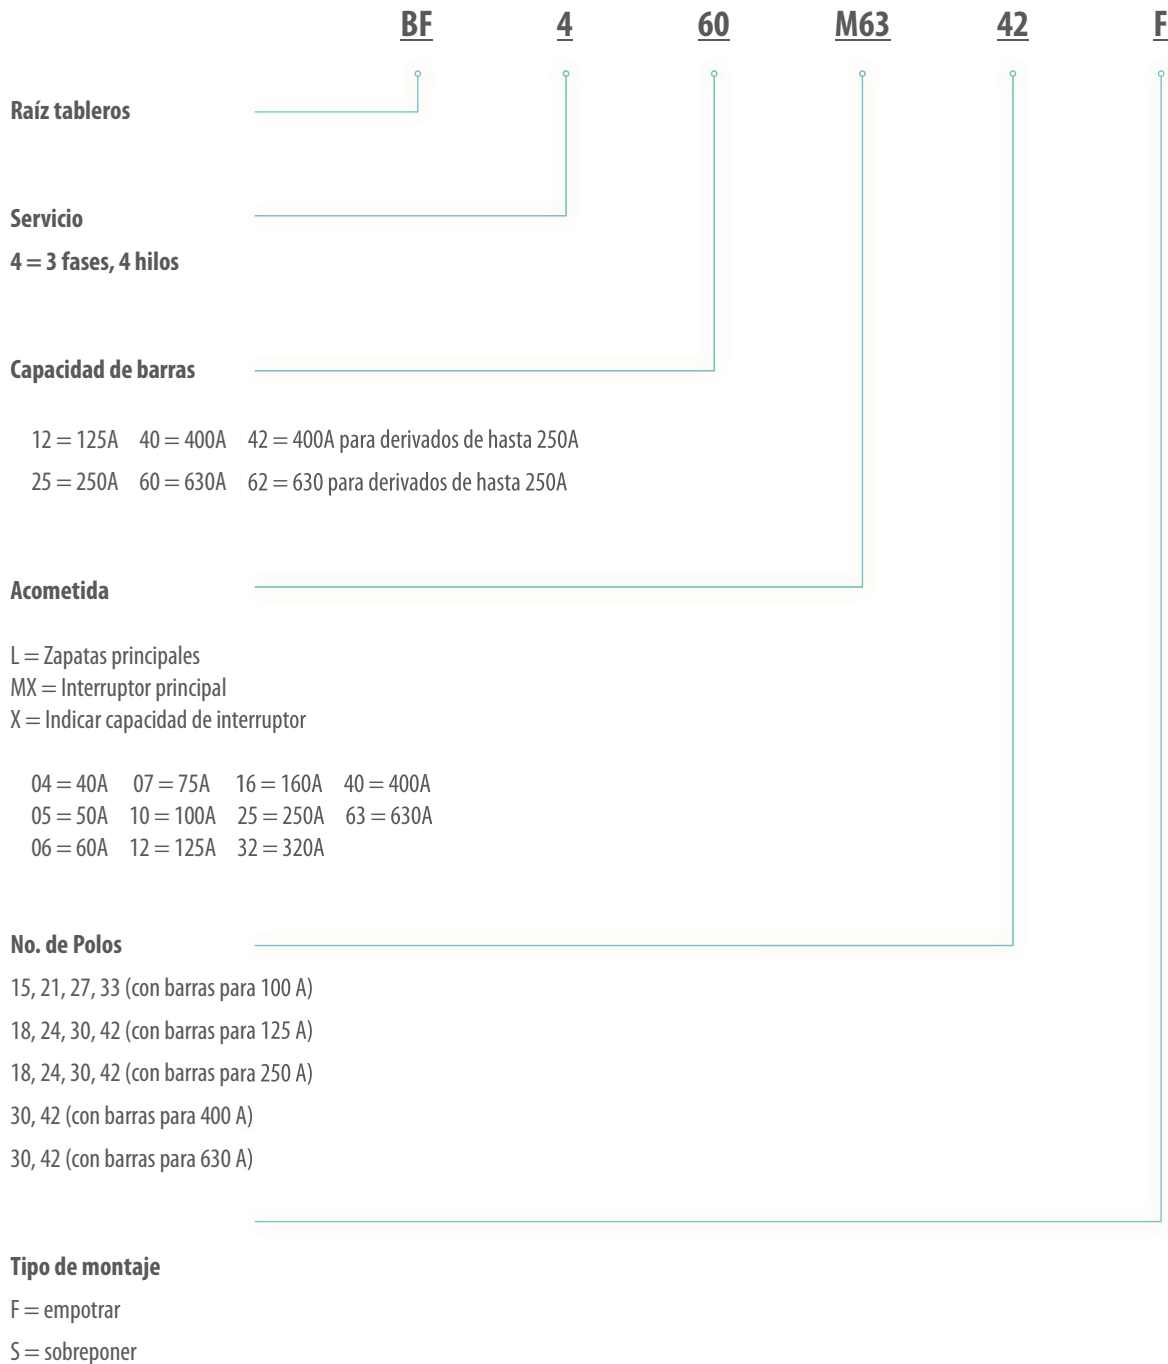 BF 4 60 M63 42 F
Raíz tableros
Servicio
4 = 3 fases, 4 hilos
Capacidad de barras
12 = 125A 40 = 400A 42 = 400A para derivados de hasta 250A
25 = 250A 60 = 630A 62 = 630 para derivados de hasta 250A
Acometida
L = Zapatas principales
MX = Interruptor principal
X = Indicar capacidad de interruptor
04 = 40A 07 = 75A 16 = 160A 40 = 400A
05 = 50A 10 = 100A 25 = 250A 63 = 630A
06 = 60A 12 = 125A 32 = 320A
No. de Polos
15, 21, 27, 33 (con barras para 100 A)
18, 24, 30, 42 (con barras para 125 A)
18, 24, 30, 42 (con barras para 250 A)
30, 42 (con barras para 400 A)
30, 42 (con barras para 630 A)
Tipo de montaje
F = empotrar
S = sobreponer